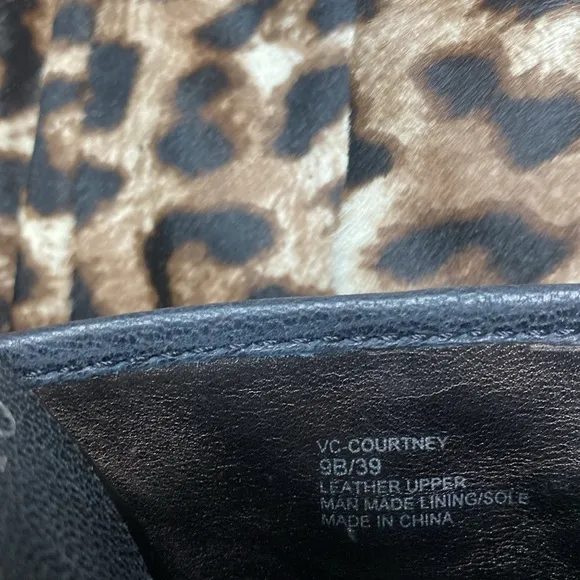 VC-COURTNEY
9B/39
LEATHER UPPER
MAN MADE LINING/SOLE
MADE IN CHINA